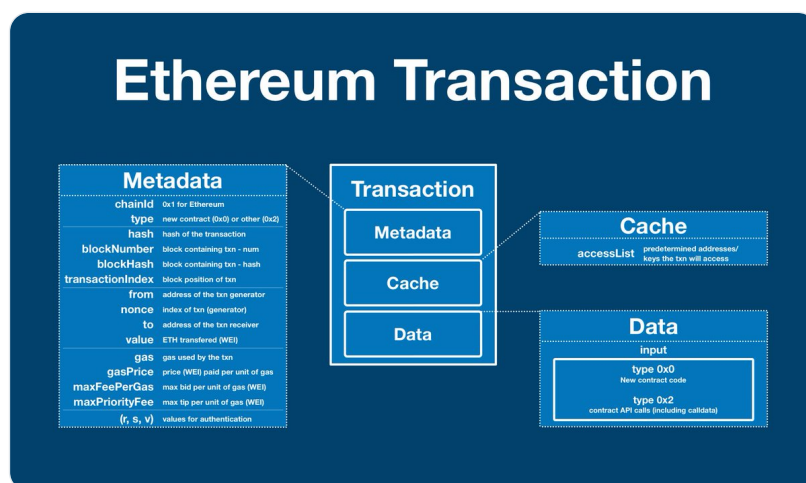 Ethereum Transaction
Metadata
chainId 0x1 for Ethereum
type new contract (0x0) or other (0x2)
hash hash of the transaction
blockNumber block containing txn - num
blockHash block containing txn - hash
transactionIndex block position of txn
from address of the txn generator
nonce index of txn (generator)
to address of the txn receiver
value ETH transfered (WEI)
gas gas used by the txn
gasPrice price (WEI) paid per unit of gas
maxFeePerGas max bid per unit of gas (WEI)
maxPriorityFee max tip per unit of gas (WEI)
(r, s, v) values for authentication
Transaction
Metadata
Cache
Data
Cache
accessList predetermined addresses/
keys the txn will access
Data
input
type 0x0
New contract code
type 0x2
contract API calls (including calldata)